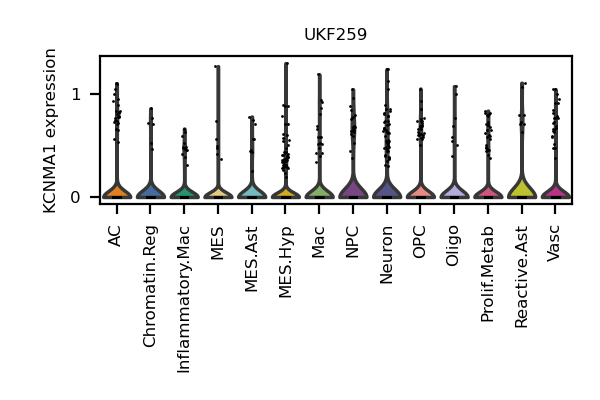 UKF259
KCNMA1 expression
1
0
AC
Chromatin.Reg
Inflammatory.Mac
MES
MES.Ast
MES.Hyp
Mac
NPC
Neuron
OPC
Oligo
Prolif.Metab
Reactive.Ast
Vasc